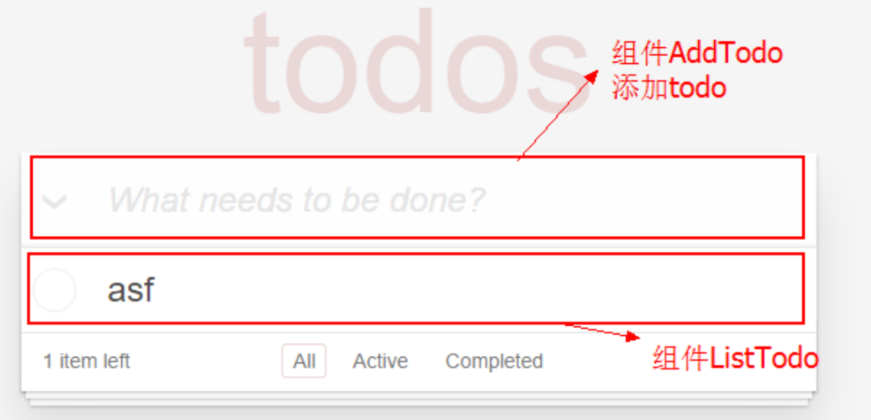 todos
组件AddTodo
添加todo
What needs to be done?
asf
1 item left All Active Completed
组件ListTodo